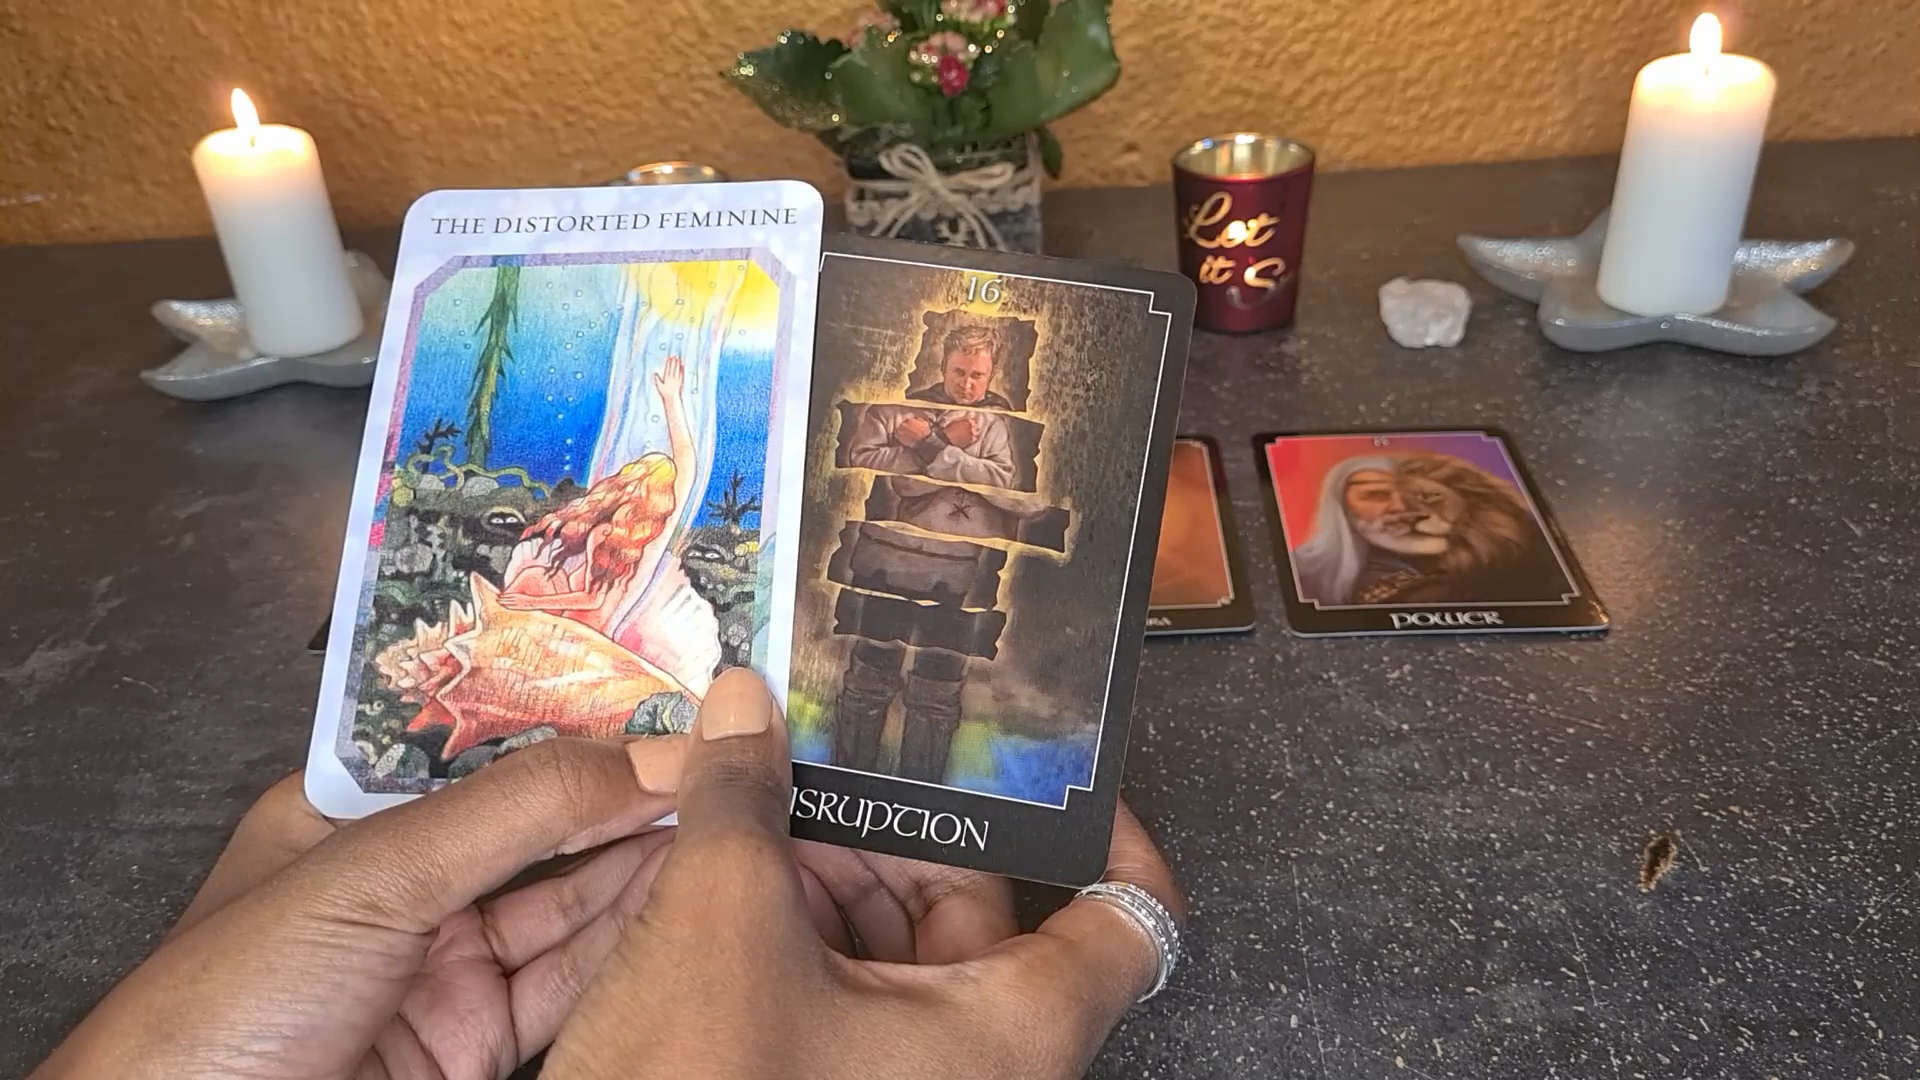 THE DISTORTED FEMININE
16
ISRUPTION
Let
it S
POWER